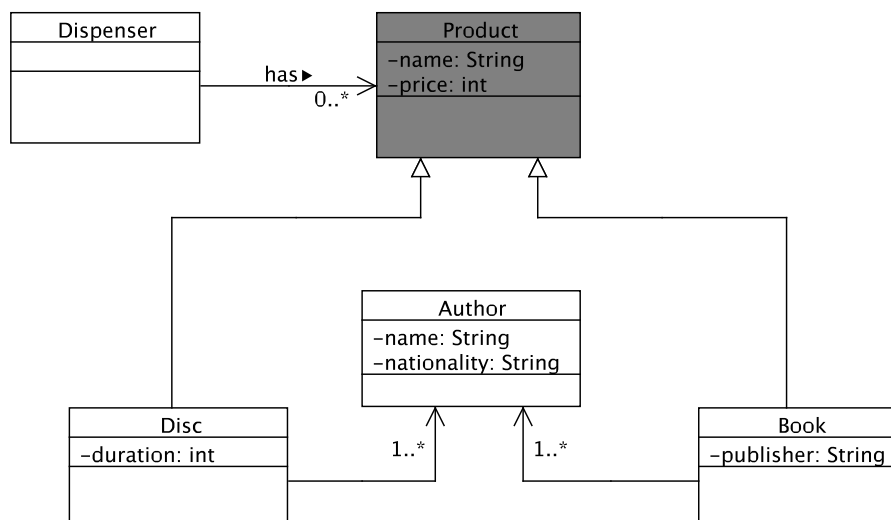 Dispenser
Product
-name: String
-price: int
has▶
0..*
Author
-name: String
-nationality: String
Disc
-duration: int
1..*
1..*
Book
-publisher: String